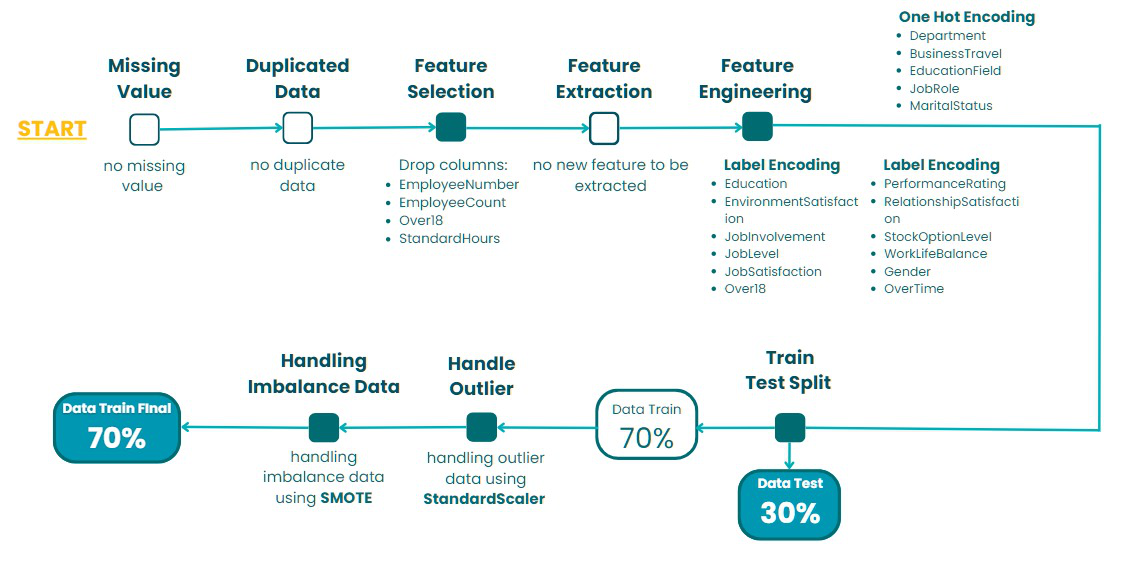 START
Missing
Value
no missing
value
Duplicated
Data
no duplicate
data
Feature
Selection
Drop columns:
• EmployeeNumber
• EmployeeCount
• Over18
• StandardHours
Feature
Extraction
no new feature to be
extracted
Feature
Engineering
One Hot Encoding
• Department
• BusinessTravel
• EducationField
• JobRole
• MaritalStatus
Label Encoding
• Education
• EnvironmentSatisfact
ion
• JobInvolvement
• JobLevel
• JobSatisfaction
• Over18
Label Encoding
• PerformanceRating
• RelationshipSatisfacti
on
• StockOptionLevel
• WorkLifeBalance
• Gender
• OverTime
Train
Test Split
Data Test
30%
Data Train
70%
Handle
Outlier
handling outlier
data using
StandardScaler
Handling
Imbalance Data
handling
imbalance data
using SMOTE
Data Train FInal
70%